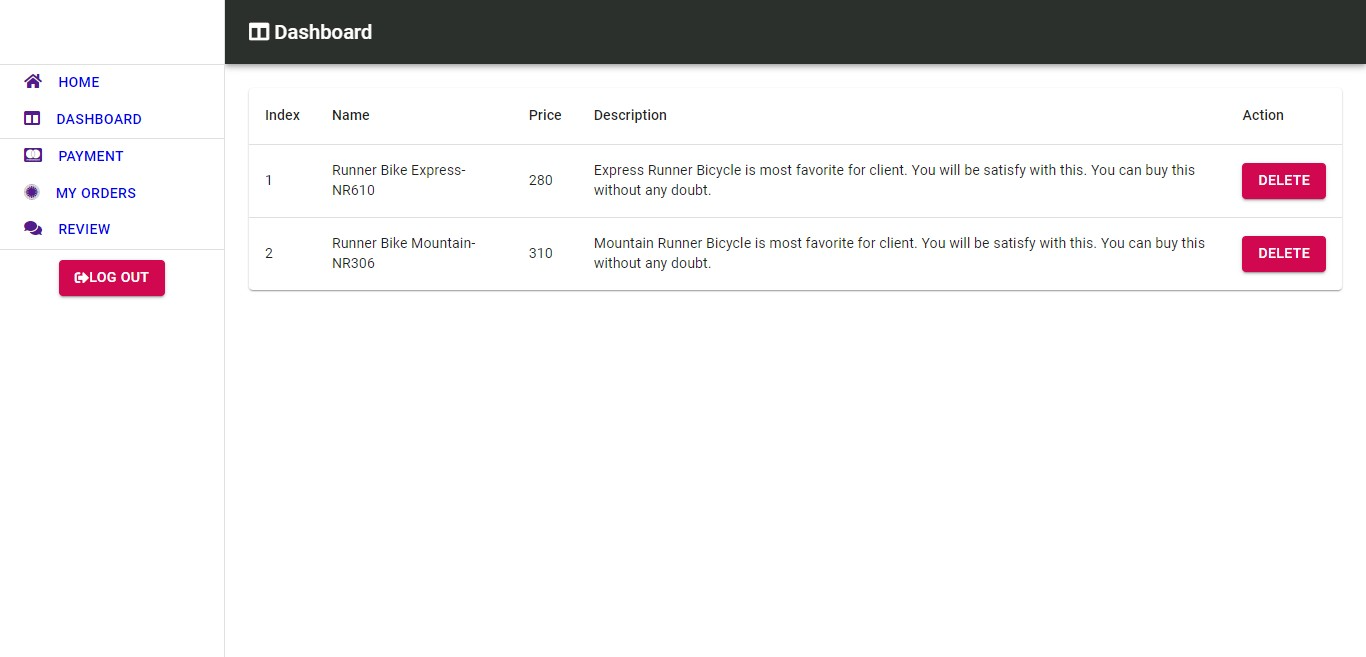 Dashboard
HOME
DASHBOARD
PAYMENT
MY ORDERS
REVIEW
LOG OUT
Index Name Price Description Action
1 Runner Bike Express-
NR610 280 Express Runner Bicycle is most favorite for client. You will be satisfy with this. You can buy this
without any doubt. DELETE
2 Runner Bike Mountain-
NR306 310 Mountain Runner Bicycle is most favorite for client. You will be satisfy with this. You can buy this
without any doubt. DELETE